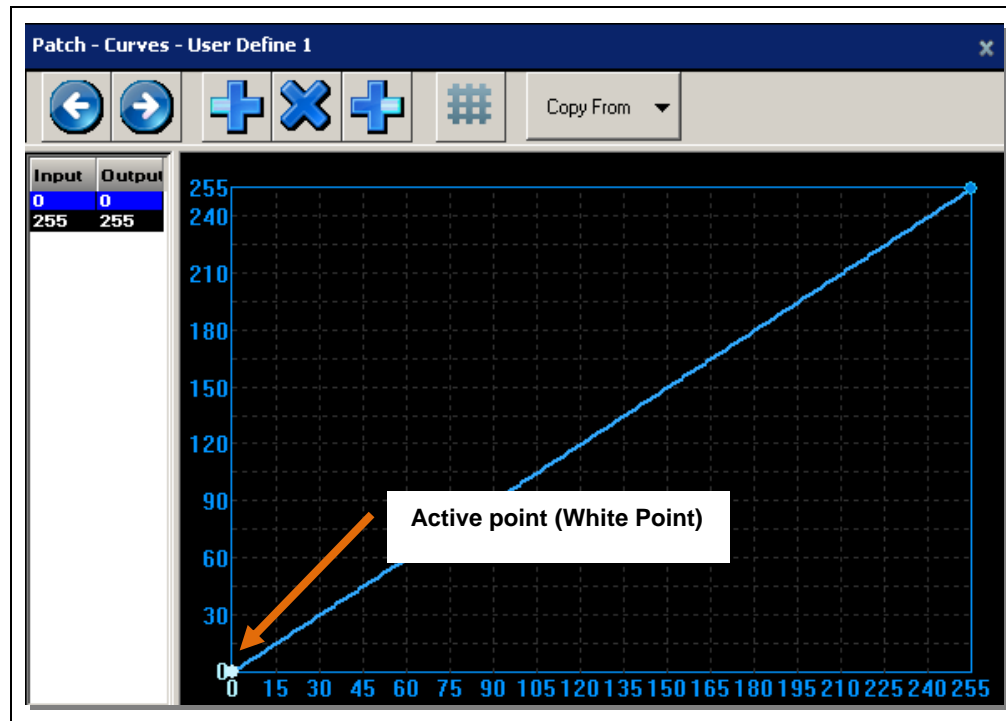 Patch - Curves - User Define 1
Copy From
Input Output
0 0
255 255
255
240
210
180
150
120
90
Active point (White Point)
60
30
0
0 15 30 45 60 75 90 105 120 135 150 165 180 195 210 225 240 255